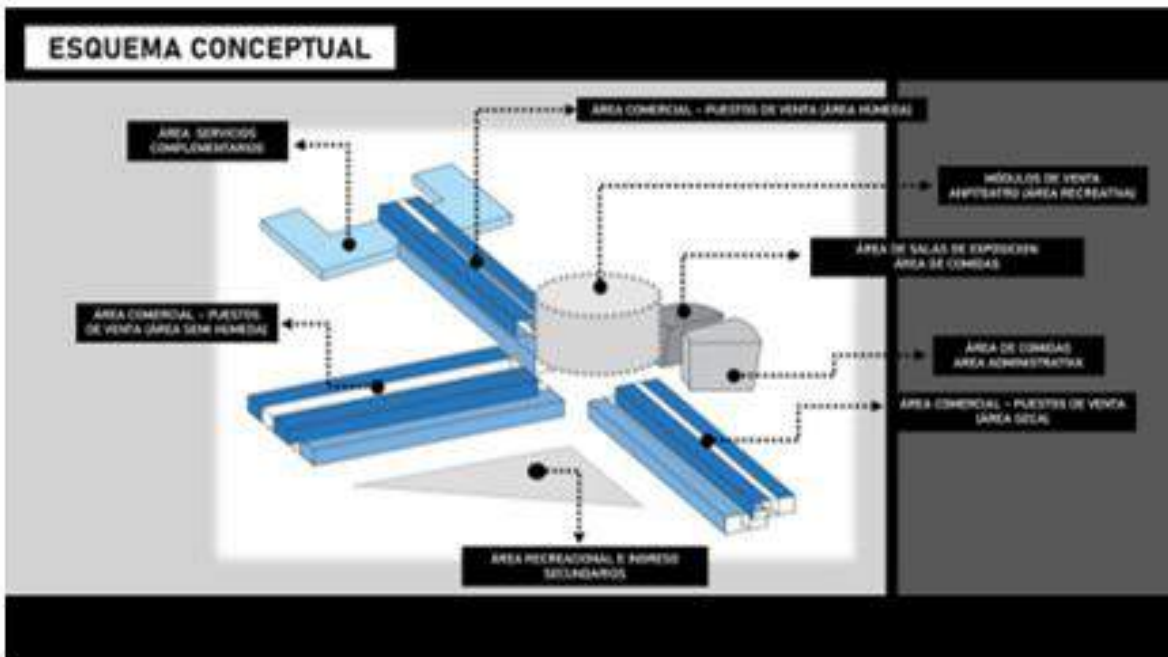 ESQUEMA CONCEPTUAL
ÁREA COMERCIAL – PUESTOS DE VENTA (ÁREA HÚMEDA)
ÁREA SERVICIOS
COMPLEMENTARIOS
MÓDULOS DE VENTA
ANFITEATRO (ÁREA RECREATIVA)
ÁREA DE SALAS DE EXPOSICION
ÁREA DE COMIDAS
ÁREA COMERCIAL – PUESTOS
DE VENTA (ÁREA SEMI HÚMEDA)
ÁREA DE COMIDAS
AREA ADMINISTRATIVA
ÁREA COMERCIAL – PUESTOS DE VENTA
(ÁREA SECA)
ÁREA RECREACIONAL E INGRESO
SECUNDARIOS